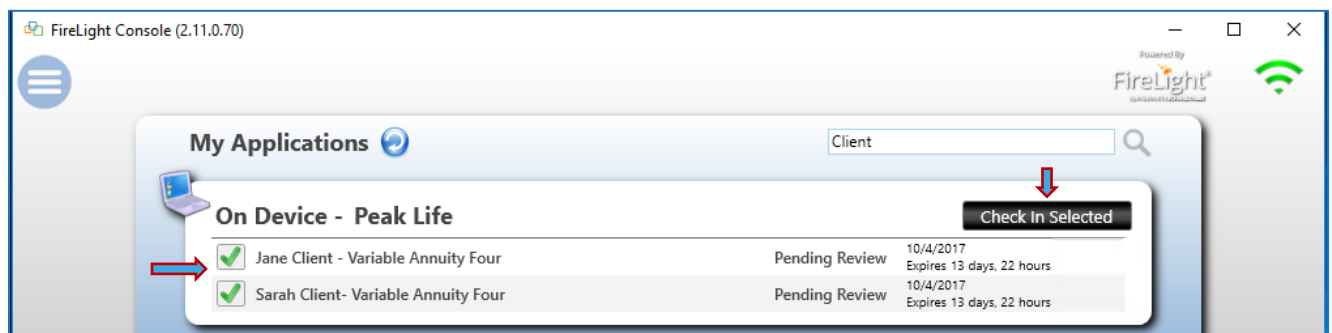 FireLight Console (2.11.0.70)
Powered By
FireLight®
My Applications
Client
On Device - Peak Life
Check In Selected
Jane Client - Variable Annuity Four
Pending Review
10/4/2017
Expires 13 days, 22 hours
Sarah Client- Variable Annuity Four
Pending Review
10/4/2017
Expires 13 days, 22 hours